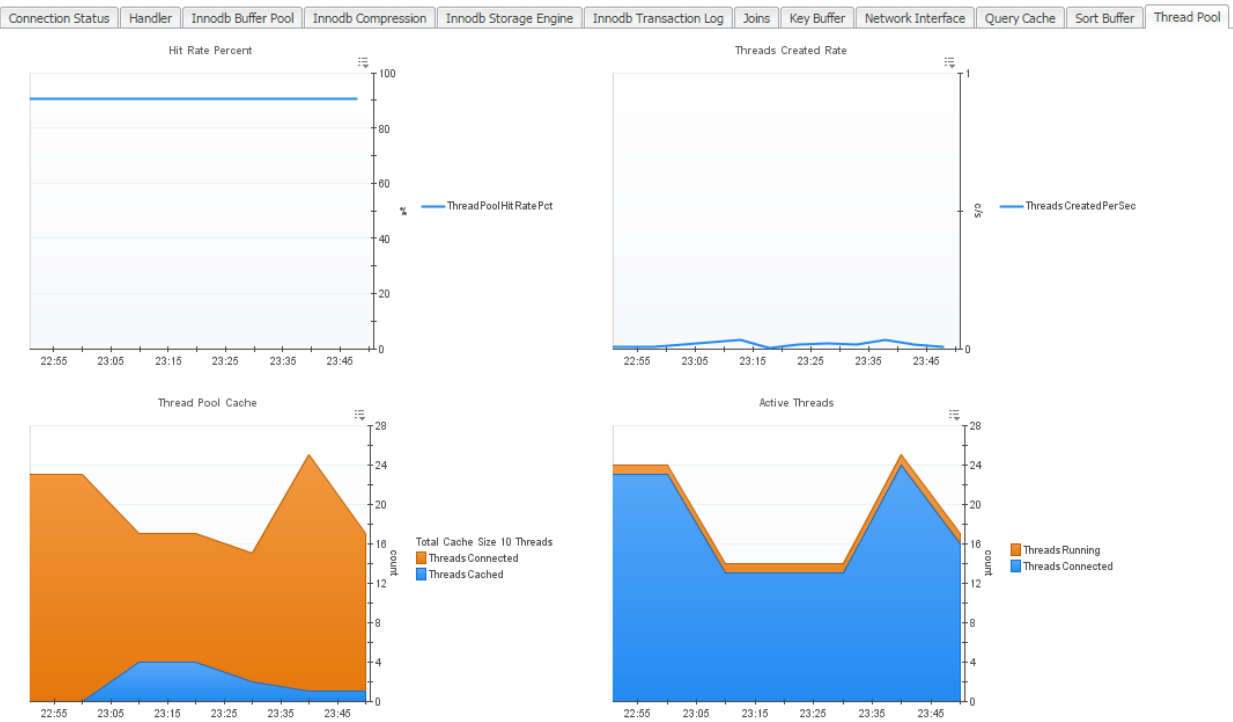 Connection Status Handler Innodb Buffer Pool Innodb Compression Innodb Storage Engine Innodb Transaction Log Joins Key Buffer Network Interface Query Cache Sort Buffer Thread Pool
Hit Rate Percent
100
80
60
40
20
0
%
ThreadPoolHitRatePct
22:55 23:05 23:15 23:25 23:35 23:45
Threads Created Rate
1
0
c/s
ThreadsCreatedPerSec
22:55 23:05 23:15 23:25 23:35 23:45
Thread Pool Cache
28
24
20
16
12
8
4
0
count
Total Cache Size 10 Threads
Threads Connected
Threads Cached
22:55 23:05 23:15 23:25 23:35 23:45
Active Threads
28
24
20
16
12
8
4
0
count
Threads Running
Threads Connected
22:55 23:05 23:15 23:25 23:35 23:45